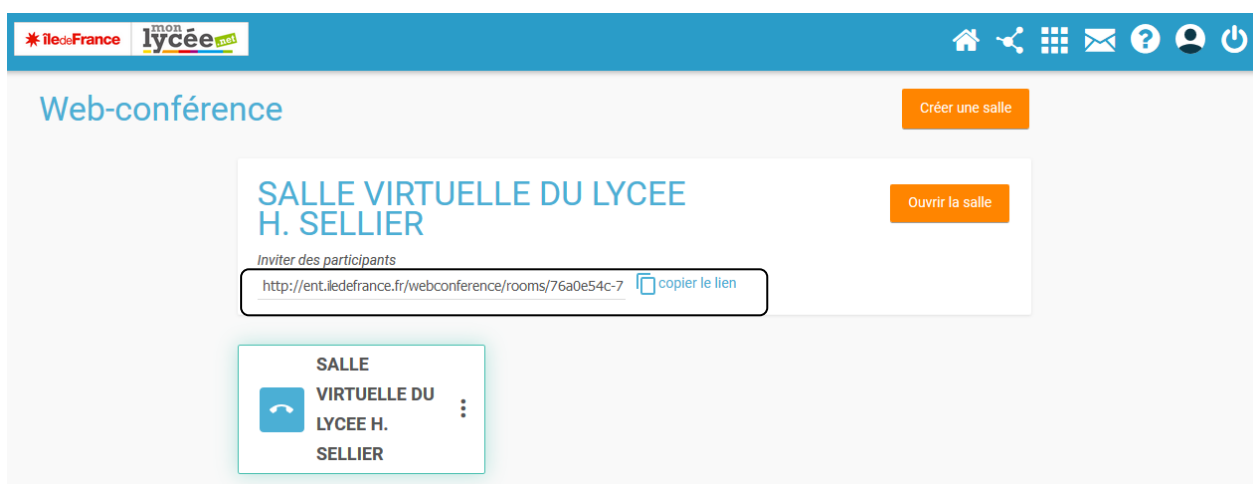 îledeFrance
mon
lycée.net
?
Web-conférence
Créer une salle
SALLE VIRTUELLE DU LYCEE
H. SELLIER
Ouvrir la salle
Inviter des participants
http://ent.iledefrance.fr/webconference/rooms/76a0e54c-7
copier le lien
SALLE
VIRTUELLE DU
LYCEE H.
SELLIER